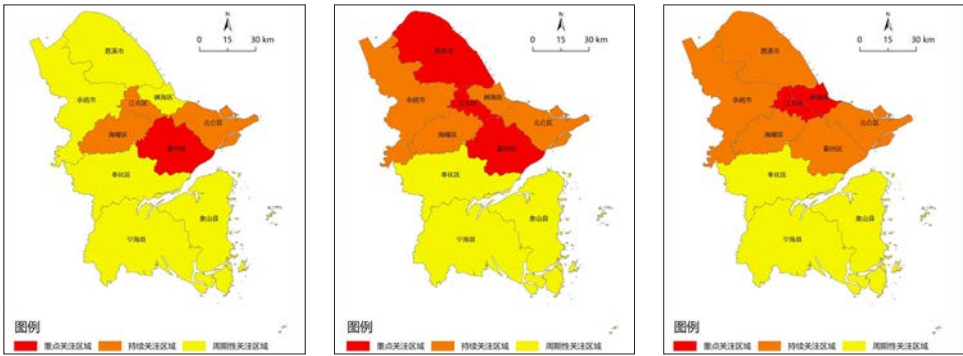 N
0 15 30 km
慈溪市
余姚市
江北区
镇海区
北仑区
海曙区
鄞州区
奉化区
象山县
宁海县
图例
重点关注区域 持续关注区域 周期性关注区域
N
0 15 30 km
慈溪市
余姚市
江北区
镇海区
北仑区
海曙区
鄞州区
奉化区
象山县
宁海县
图例
重点关注区域 持续关注区域 周期性关注区域
N
0 15 30 km
慈溪市
余姚市
江北区
镇海区
北仑区
海曙区
鄞州区
奉化区
象山县
宁海县
图例
重点关注区域 持续关注区域 周期性关注区域